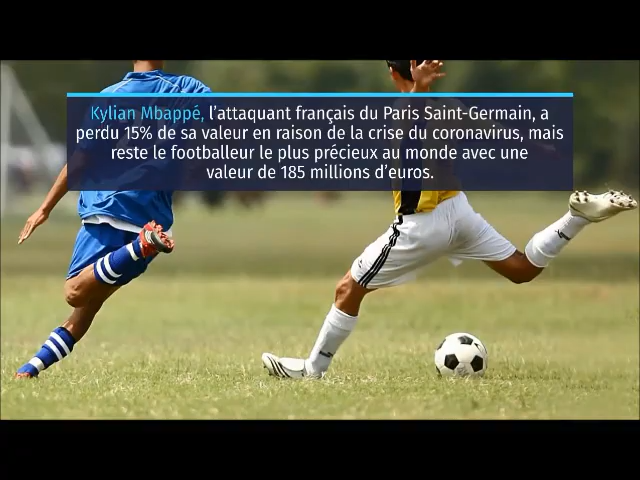 Kylian Mbappé, l'attaquant français du Paris Saint-Germain, a
perdu 15% de sa valeur en raison de la crise du coronavirus, mais
reste le footballeur le plus précieux au monde avec une
valeur de 185 millions d'euros.